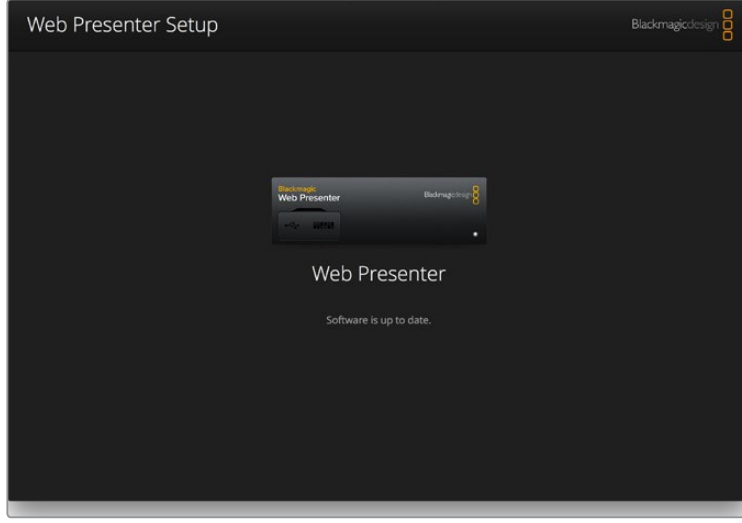 Web Presenter Setup
Blackmagicdesign
Blackmagic
Web Presenter
Blackmagicdesign
Web Presenter
Software is up to date.